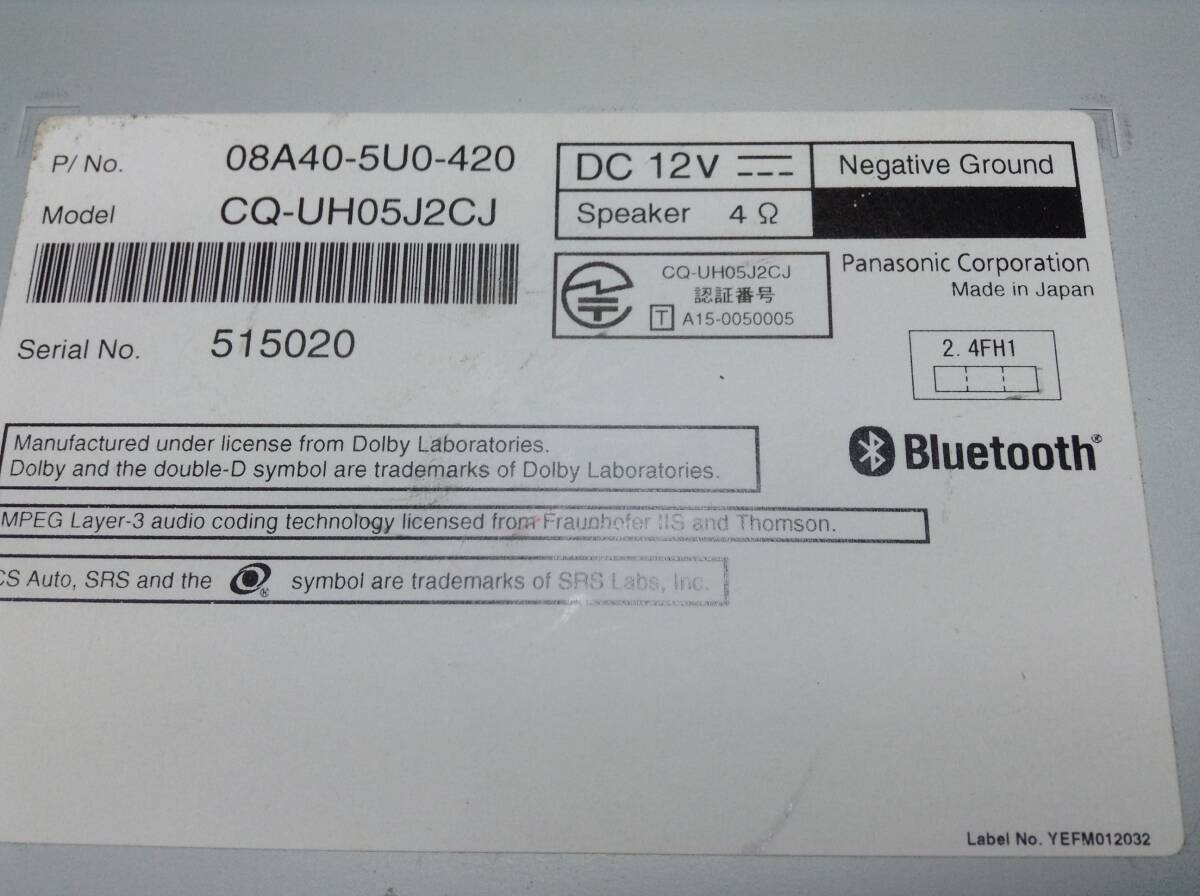 P/ No. 08A40-5U0-420
Model CQ-UH05J2CJ
Serial No. 515020
DC 12V
Negative Ground
Speaker 4 Ω
CQ-UH05J2CJ
認証番号
T A15-0050005
Panasonic Corporation
Made in Japan
2.4FH1
Bluetooth®
Manufactured under license from Dolby Laboratories.
Dolby and the double-D symbol are trademarks of Dolby Laboratories.
MPEG Layer-3 audio coding technology licensed from Fraunhofer IIS and Thomson.
CS Auto, SRS and the ® symbol are trademarks of SRS Labs, Inc.
Label No. YEFM012032